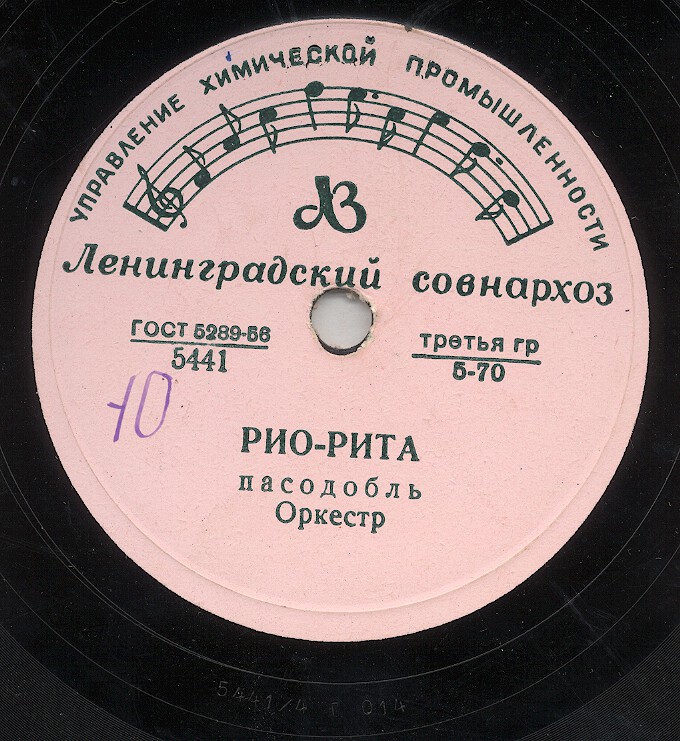 УПРАВЛЕНИЕ ХИМИЧЕСКОЙ ПРОМЫШЛЕННОСТИ
ЛЗ
Ленинградский совнархоз
ГОСТ 5289-56
5441
третья гр
5-70
10
РИО-РИТА
пасодобль
Оркестр
5441/4 г 014